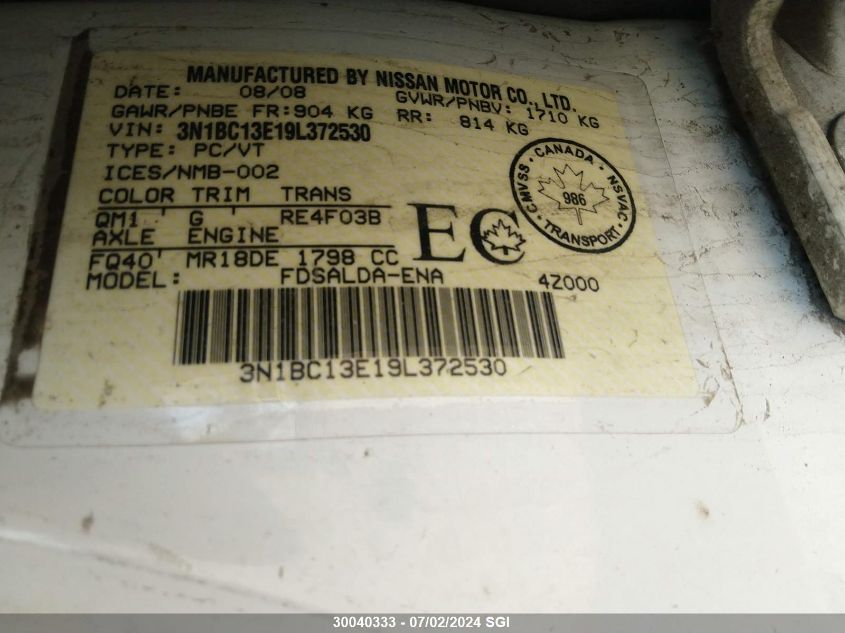 MANUFACTURED BY NISSAN MOTOR CO., LTD.
DATE: 08/08 GVWR/PNBV: 1710 KG
GAWR/PNBE FR: 904 KG RR: 814 KG
VIN: 3N1BC13E19L372530
TYPE: PC/VT
ICES/NMB-002
COLOR TRIM TRANS
QM1 ' G ' RE4F03B
AXLE ENGINE
FQ40' MR18DE 1798 CC
MODEL: FDSALDA-ENA 4Z000
EC
CANADA
CMVSS · NSVAC
986
TRANSPORT
3N1BC13E19L372530
30040333 - 07/02/2024 SGI